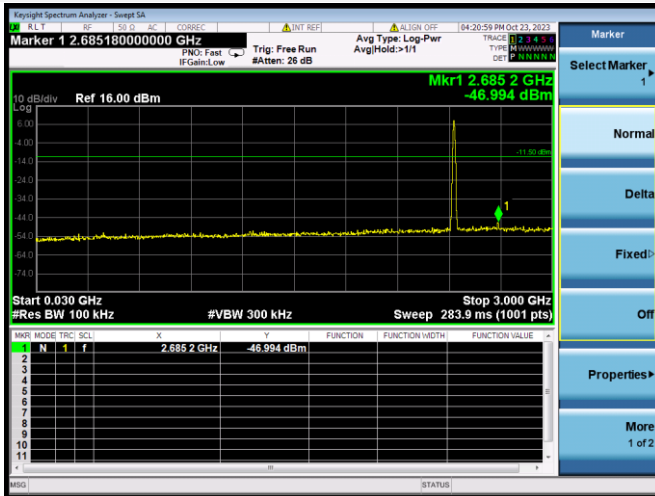 Keysight Spectrum Analyzer - Swept SA
RLT RF 50 Ω AC CORREC INT REF ALIGN OFF 04:20:59 PM Oct 23, 2023
Marker 1 2.685180000000 GHz
PNO: Fast
IFGain:Low
Trig: Free Run
#Atten: 26 dB
Avg Type: Log-Pwr
Avg|Hold:>1/1
TRACE 1 2 3 4 5 6
TYPE M WWWWW
DET P N N N N N
Mkr1 2.685 2 GHz
-46.994 dBm
10 dB/div Ref 16.00 dBm
Log
6.00
-4.00
-11.50 dBm
-14.0
-24.0
-34.0
1
-44.0
-54.0
-64.0
-74.0
Start 0.030 GHz Stop 3.000 GHz
#Res BW 100 kHz #VBW 300 kHz Sweep 283.9 ms (1001 pts)
MKR MODE TRC SCL X Y FUNCTION FUNCTION WIDTH FUNCTION VALUE
1 N 1 f 2.685 2 GHz -46.994 dBm
2
3
4
5
6
7
8
9
10
11
MSG STATUS
Marker
Select Marker
1
Normal
Delta
Fixed
Off
Properties
More
1 of 2